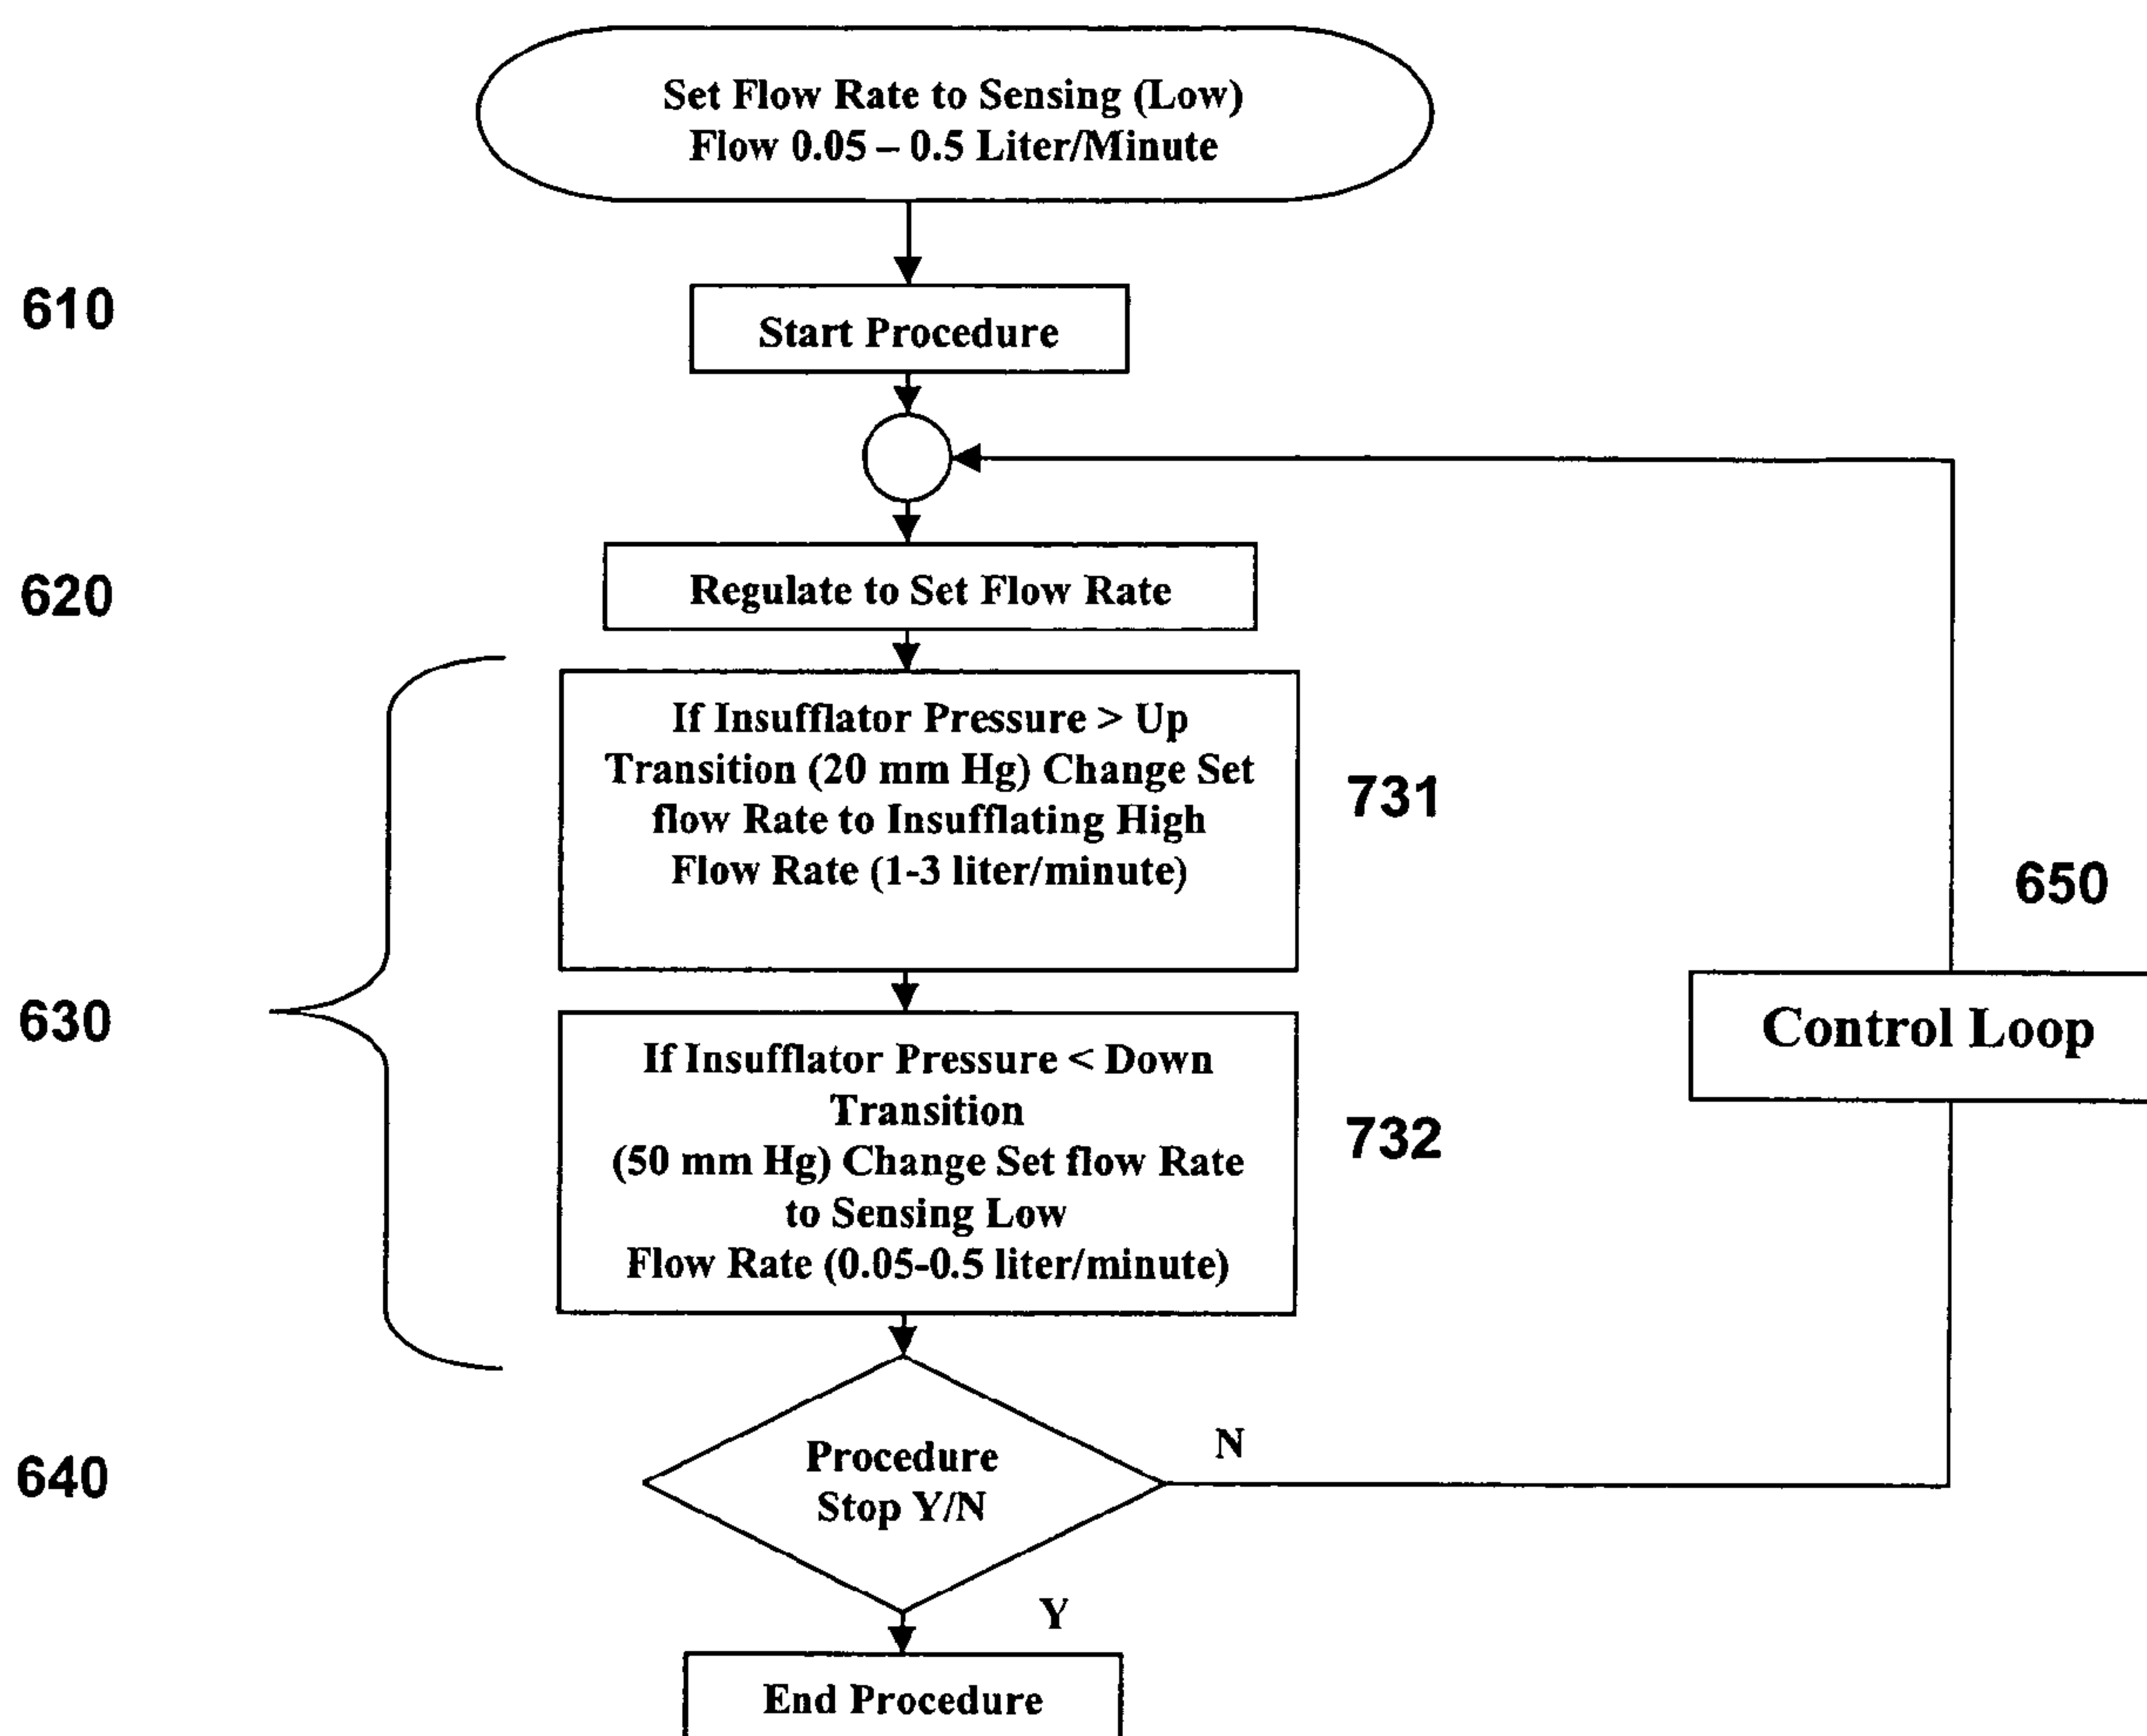 Set Flow Rate to Sensing (Low)
Flow 0.05 – 0.5 Liter/Minute
610
Start Procedure
620
Regulate to Set Flow Rate
If Insufflator Pressure > Up
Transition (20 mm Hg) Change Set
flow Rate to Insufflating High
Flow Rate (1-3 liter/minute)
731
650
Control Loop
630
If Insufflator Pressure < Down
Transition
(50 mm Hg) Change Set flow Rate
to Sensing Low
Flow Rate (0.05-0.5 liter/minute)
732
640
Procedure
Stop Y/N
N
Y
End Procedure